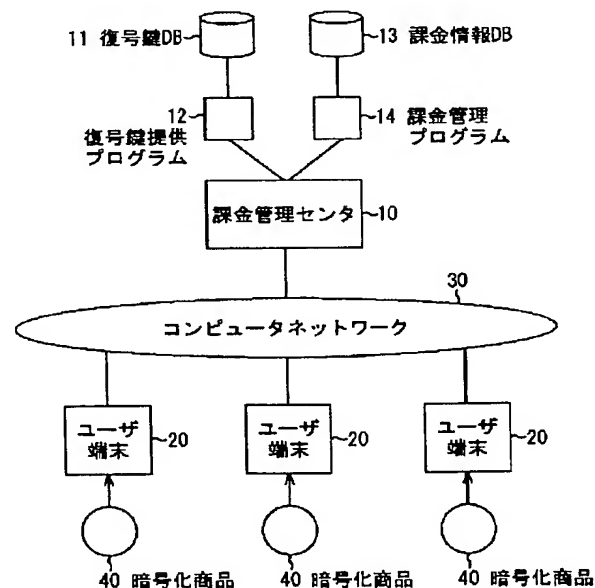 11 復号鍵DB
13 課金情報DB
12
復号鍵提供
プログラム
14 課金管理
プログラム
課金管理センタ
10
30
コンピュータネットワーク
ユーザ
端末
20
ユーザ
端末
20
ユーザ
端末
20
40 暗号化商品
40 暗号化商品
40 暗号化商品